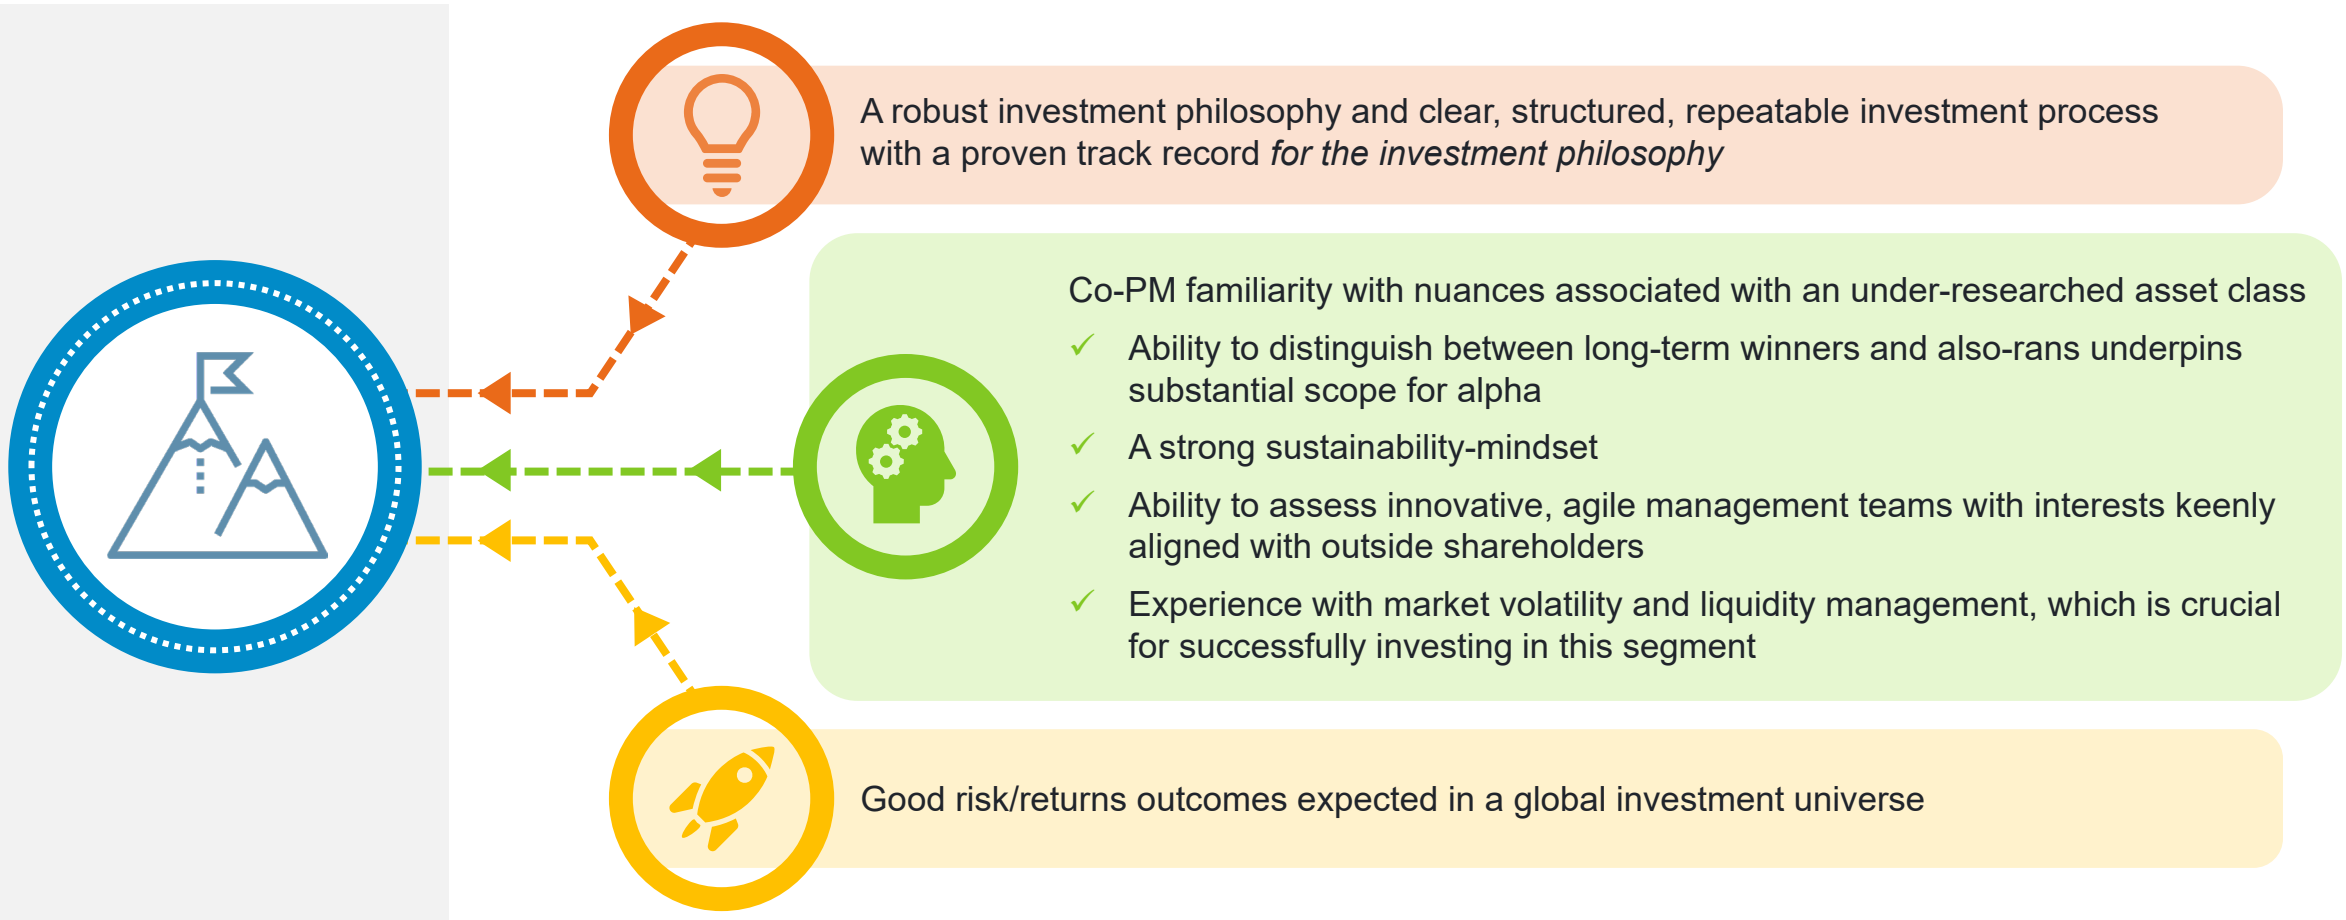 A robust investment philosophy and clear, structured, repeatable investment process
with a proven track record for the investment philosophy
Co-PM familiarity with nuances associated with an under-researched asset class
✓ Ability to distinguish between long-term winners and also-rans underpins
substantial scope for alpha
✓ A strong sustainability-mindset
✓ Ability to assess innovative, agile management teams with interests keenly
aligned with outside shareholders
✓ Experience with market volatility and liquidity management, which is crucial
for successfully investing in this segment
Good risk/returns outcomes expected in a global investment universe